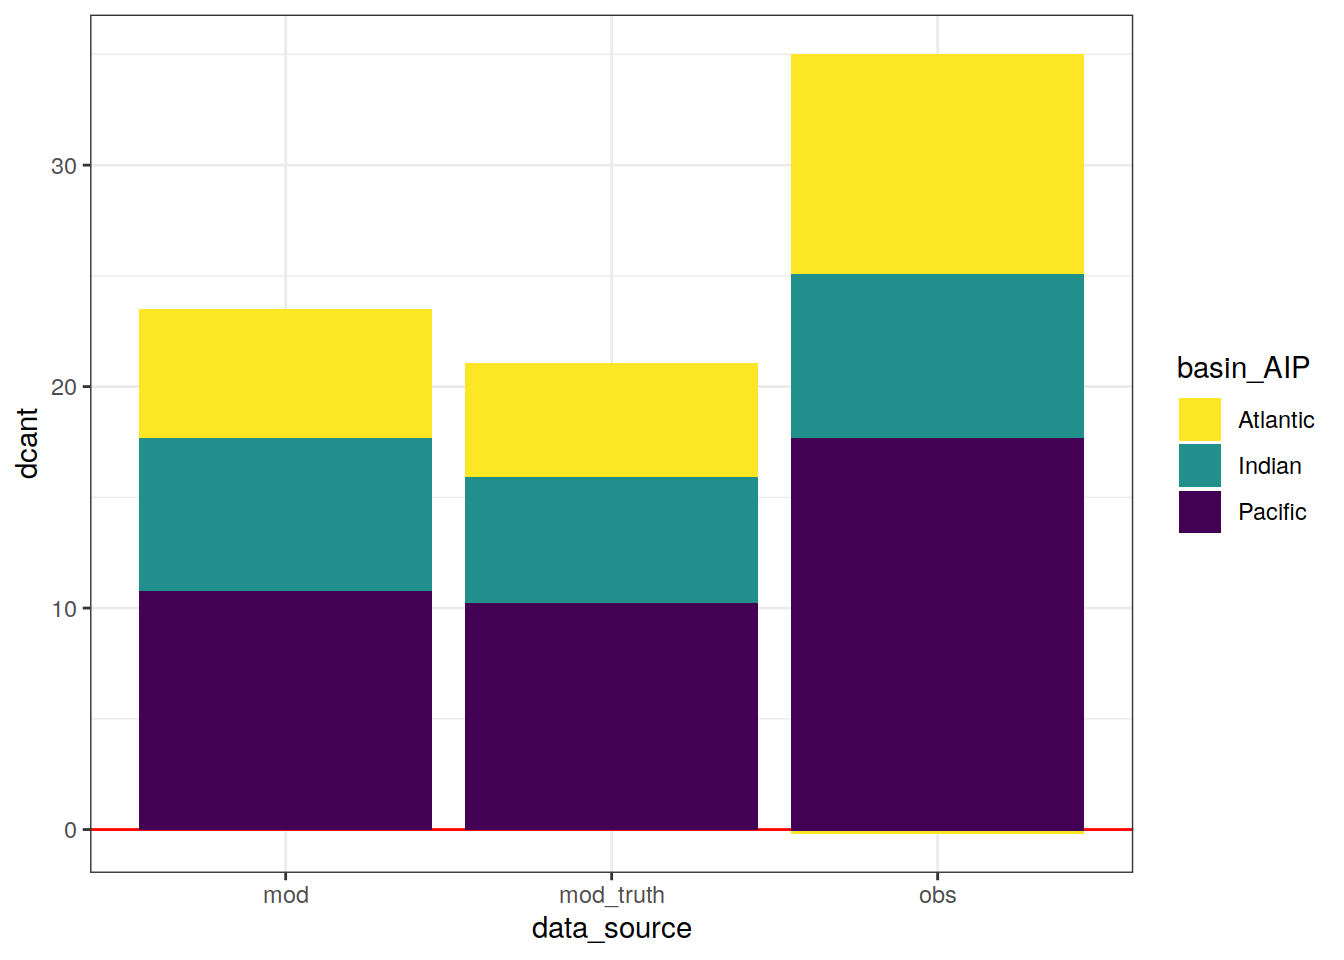 30
20
10
0
dcant
mod
mod_truth
obs
data_source
basin_AIP
Atlantic
Indian
Pacific